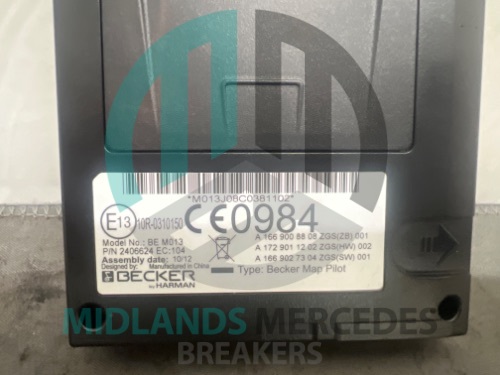 *M013J08C0381102*
E13 10R-0310150 CE0984
Model No.: BE M013
P/N 2406624 EC:104
Assembly date: 10/12
Designed by: Manufactured in China
BECKER
by HARMAN
A 166 900 88 08 ZGS(ZB) 001
A 172 901 12 02 ZGS(HW) 002
A 166 902 73 04 ZGS(SW) 001
Type: Becker Map Pilot
MIDLANDS MERCEDES
BREAKERS